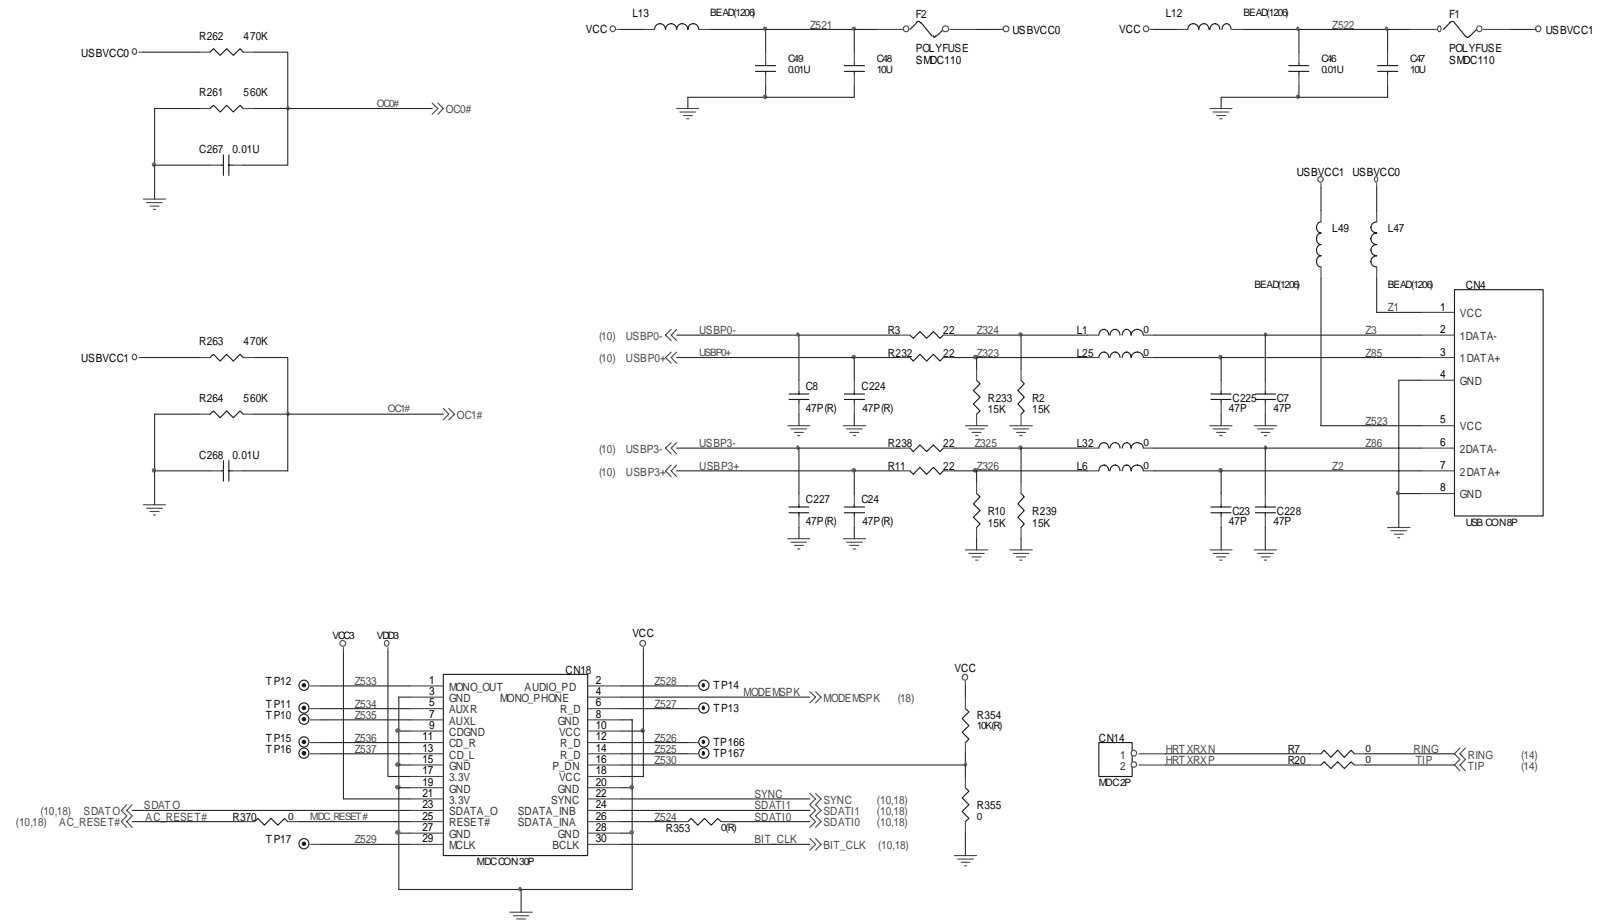 L13 BEAD(1206) Z521 F2
VCC USBVCC0
POLYFUSE
SMDC110
C49
0.01U
C48
10U
L12 BEAD(1206) Z522 F1
VCC USBVCC1
POLYFUSE
SMDC110
C46
0.01U
C47
10U
R262 470K
USBVCC0
R261 560K
OC0# OC0#
C267 0.01U
R263 470K
USBVCC1
R264 560K
OC1# OC1#
C268 0.01U
USBVCC1 USBVCC0
L49 L47
BEAD(1206) BEAD(1206)
CN4
Z1 1 VCC
(10) USBP0- USBP0- R3 22 Z324 L1 0 Z3 2 1DATA-
(10) USBP0+ USBP0+ R232 22 Z323 L25 0 Z85 3 1DATA+
4 GND
C8
47P(R)
C224
47P(R)
R233
15K
R2
15K
C225
47P
C7
47P
Z523 5 VCC
(10) USBP3- USBP3- R238 22 Z325 L32 0 Z86 6 2DATA-
(10) USBP3+ USBP3+ R11 22 Z326 L6 0 Z2 7 2DATA+
8 GND
C227
47P(R)
C24
47P(R)
R10
15K
R239
15K
C23
47P
C228
47P
USB CON8P
VCC3 VDD3 VCC
CN18
TP12 Z533 1 MONO_OUT AUDIO_PD 2 Z528 TP14
3 GND MONO_PHONE 4 MODEMSPK MODEMSPK (18)
TP11 Z534 5 AUXR R_D 6 Z527 TP13
TP10 Z535 7 AUXL GND 8
9 CDGND VCC 10
TP15 Z536 11 CD_R R_D 12 Z526 TP166
TP16 Z537 13 CD_L R_D 14 Z525 TP167
15 GND P_DN 16 Z530
17 3.3V VCC 18
19 GND GND 20
21 3.3V SYNC 22 SYNC SYNC (10,18)
(10,18) SDATO SDATO 23 SDATA_O SDATA_INB 24 SDATI1 SDATI1 (10,18)
(10,18) AC_RESET# AC_RESET# R370 0 MDC_RESET# 25 RESET# SDATA_INA 26 Z524 R353 0(R) SDATI0 SDATI0 (10,18)
27 GND GND 28
TP17 Z529 29 MCLK BCLK 30 BIT_CLK BIT_CLK (10,18)
MDC CON 30P
VCC
R354
10K(R)
R355
0
CN14
1 HRTXRXN R7 0 RING RING (14)
2 HRTXRXP R20 0 TIP TIP (14)
MDC2P